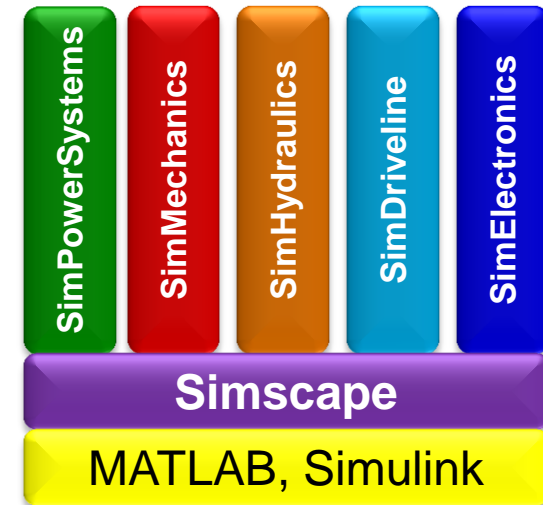 SimPowerSystems
SimMechanics
SimHydraulics
SimDriveline
SimElectronics
Simscape
MATLAB, Simulink